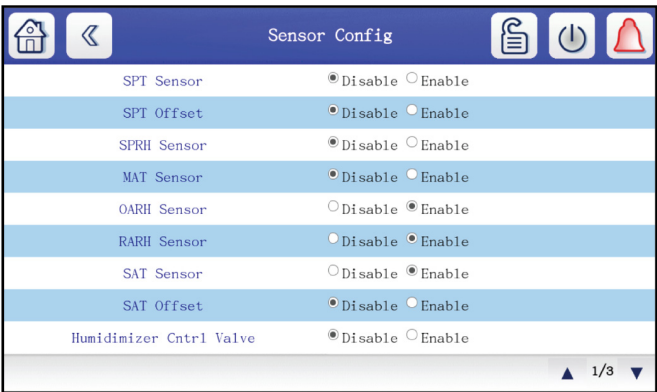 Sensor Config
SPT Sensor Disable Enable
SPT Offset Disable Enable
SPRH Sensor Disable Enable
MAT Sensor Disable Enable
OARH Sensor Disable Enable
RARH Sensor Disable Enable
SAT Sensor Disable Enable
SAT Offset Disable Enable
Humidimizer Cntrl Valve Disable Enable
1/3